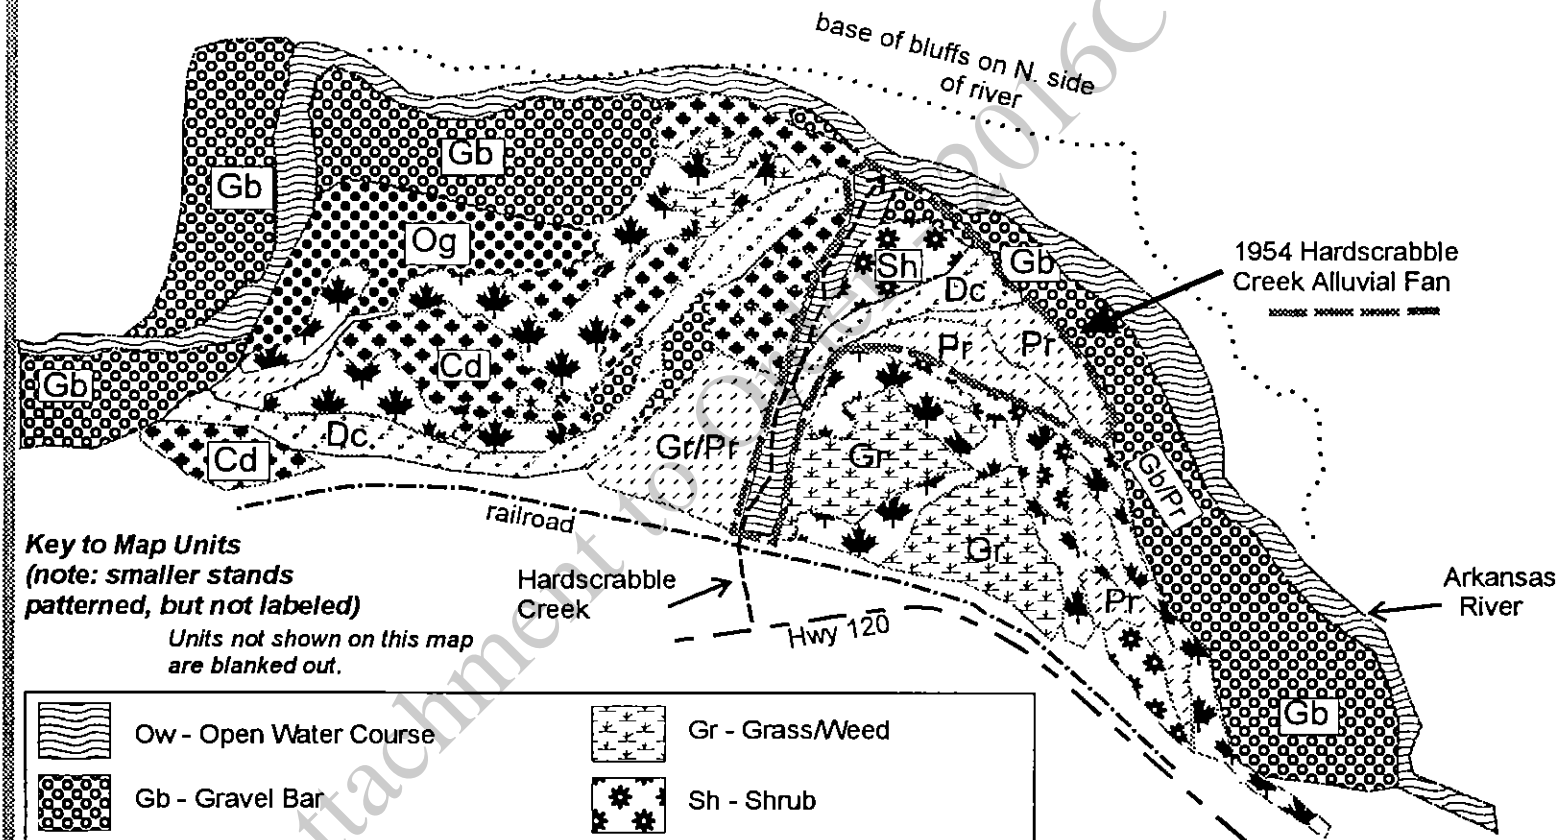 base of bluffs on N. side
of river
Gb
Gb
Og
Sh
Gb
Dc
1954 Hardscrabble
Creek Alluvial Fan
Pr
Pr
Cd
Gb
Dc
Cd
Gr/Pr
Gr
Gb/Pr
railroad
Gr
Pr
Key to Map Units
(note: smaller stands
patterned, but not labeled)
Units not shown on this map
are blanked out.
Hardscrabble
Creek
Hwy 120
Arkansas
River
Gb
Ow - Open Water Course
Gr - Grass/Weed
Gb - Gravel Bar
Sh - Shrub